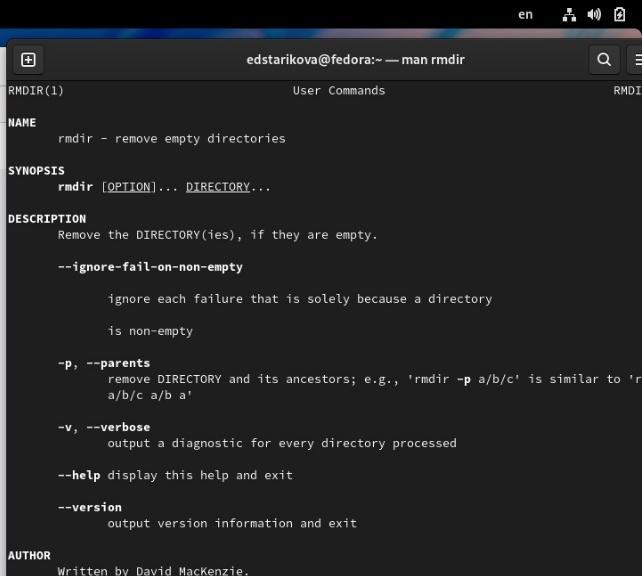 en
edstarikova@fedora:~ — man rmdir
RMDIR(1) User Commands RMDI
NAME
rmdir - remove empty directories
SYNOPSIS
rmdir [OPTION]... DIRECTORY...
DESCRIPTION
Remove the DIRECTORY(ies), if they are empty.
--ignore-fail-on-non-empty
ignore each failure that is solely because a directory
is non-empty
-p, --parents
remove DIRECTORY and its ancestors; e.g., 'rmdir -p a/b/c' is similar to 'r
a/b/c a/b a'
-v, --verbose
output a diagnostic for every directory processed
--help display this help and exit
--version
output version information and exit
AUTHOR
Written by David MacKenzie.